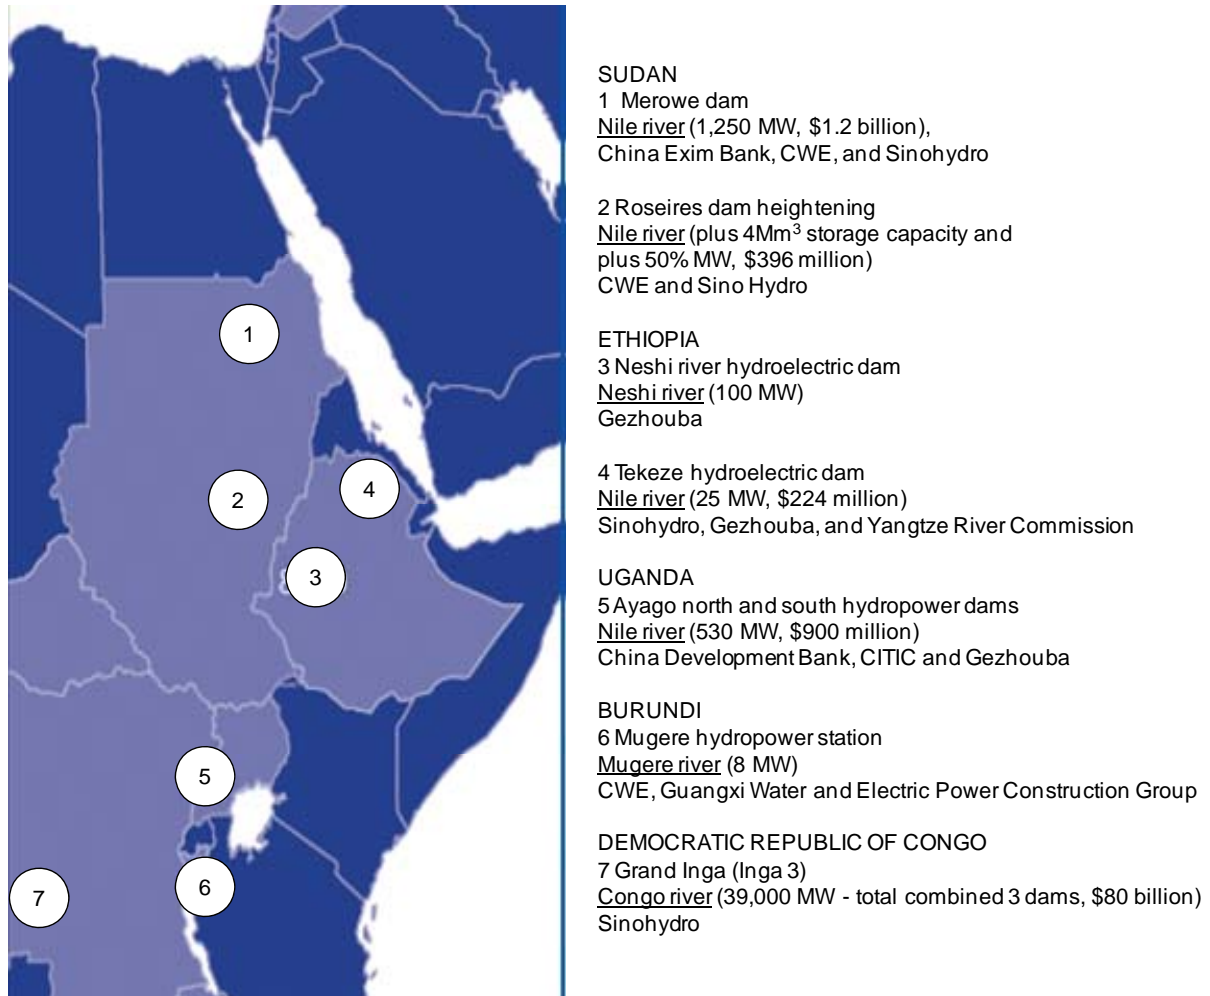 SUDAN
1 Merowe dam
Nile river (1,250 MW, $1.2 billion),
China Exim Bank, CWE, and Sinohydro
2 Roseires dam heightening
Nile river (plus 4Mm³ storage capacity and
plus 50% MW, $396 million)
CWE and Sino Hydro
ETHIOPIA
3 Neshi river hydroelectric dam
Neshi river (100 MW)
Gezhouba
4 Tekeze hydroelectric dam
Nile river (25 MW, $224 million)
Sinohydro, Gezhouba, and Yangtze River Commission
UGANDA
5 Ayago north and south hydropower dams
Nile river (530 MW, $900 million)
China Development Bank, CITIC and Gezhouba
BURUNDI
6 Mugere hydropower station
Mugere river (8 MW)
CWE, Guangxi Water and Electric Power Construction Group
DEMOCRATIC REPUBLIC OF CONGO
7 Grand Inga (Inga 3)
Congo river (39,000 MW - total combined 3 dams, $80 billion)
Sinohydro
1
2
4
3
5
6
7